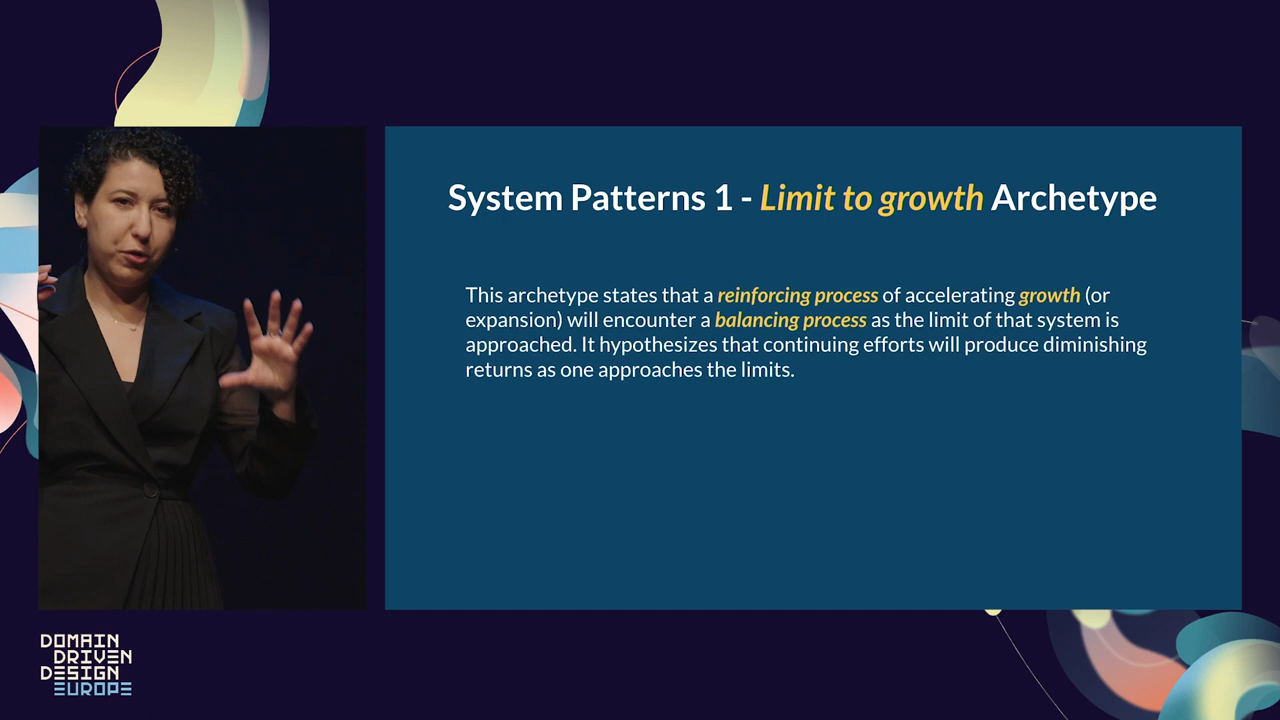 System Patterns 1 - Limit to growth Archetype
This archetype states that a reinforcing process of accelerating growth (or
expansion) will encounter a balancing process as the limit of that system is
approached. It hypothesizes that continuing efforts will produce diminishing
returns as one approaches the limits.
DOMAIN
DRIVEN
DESIGN
EUROPE